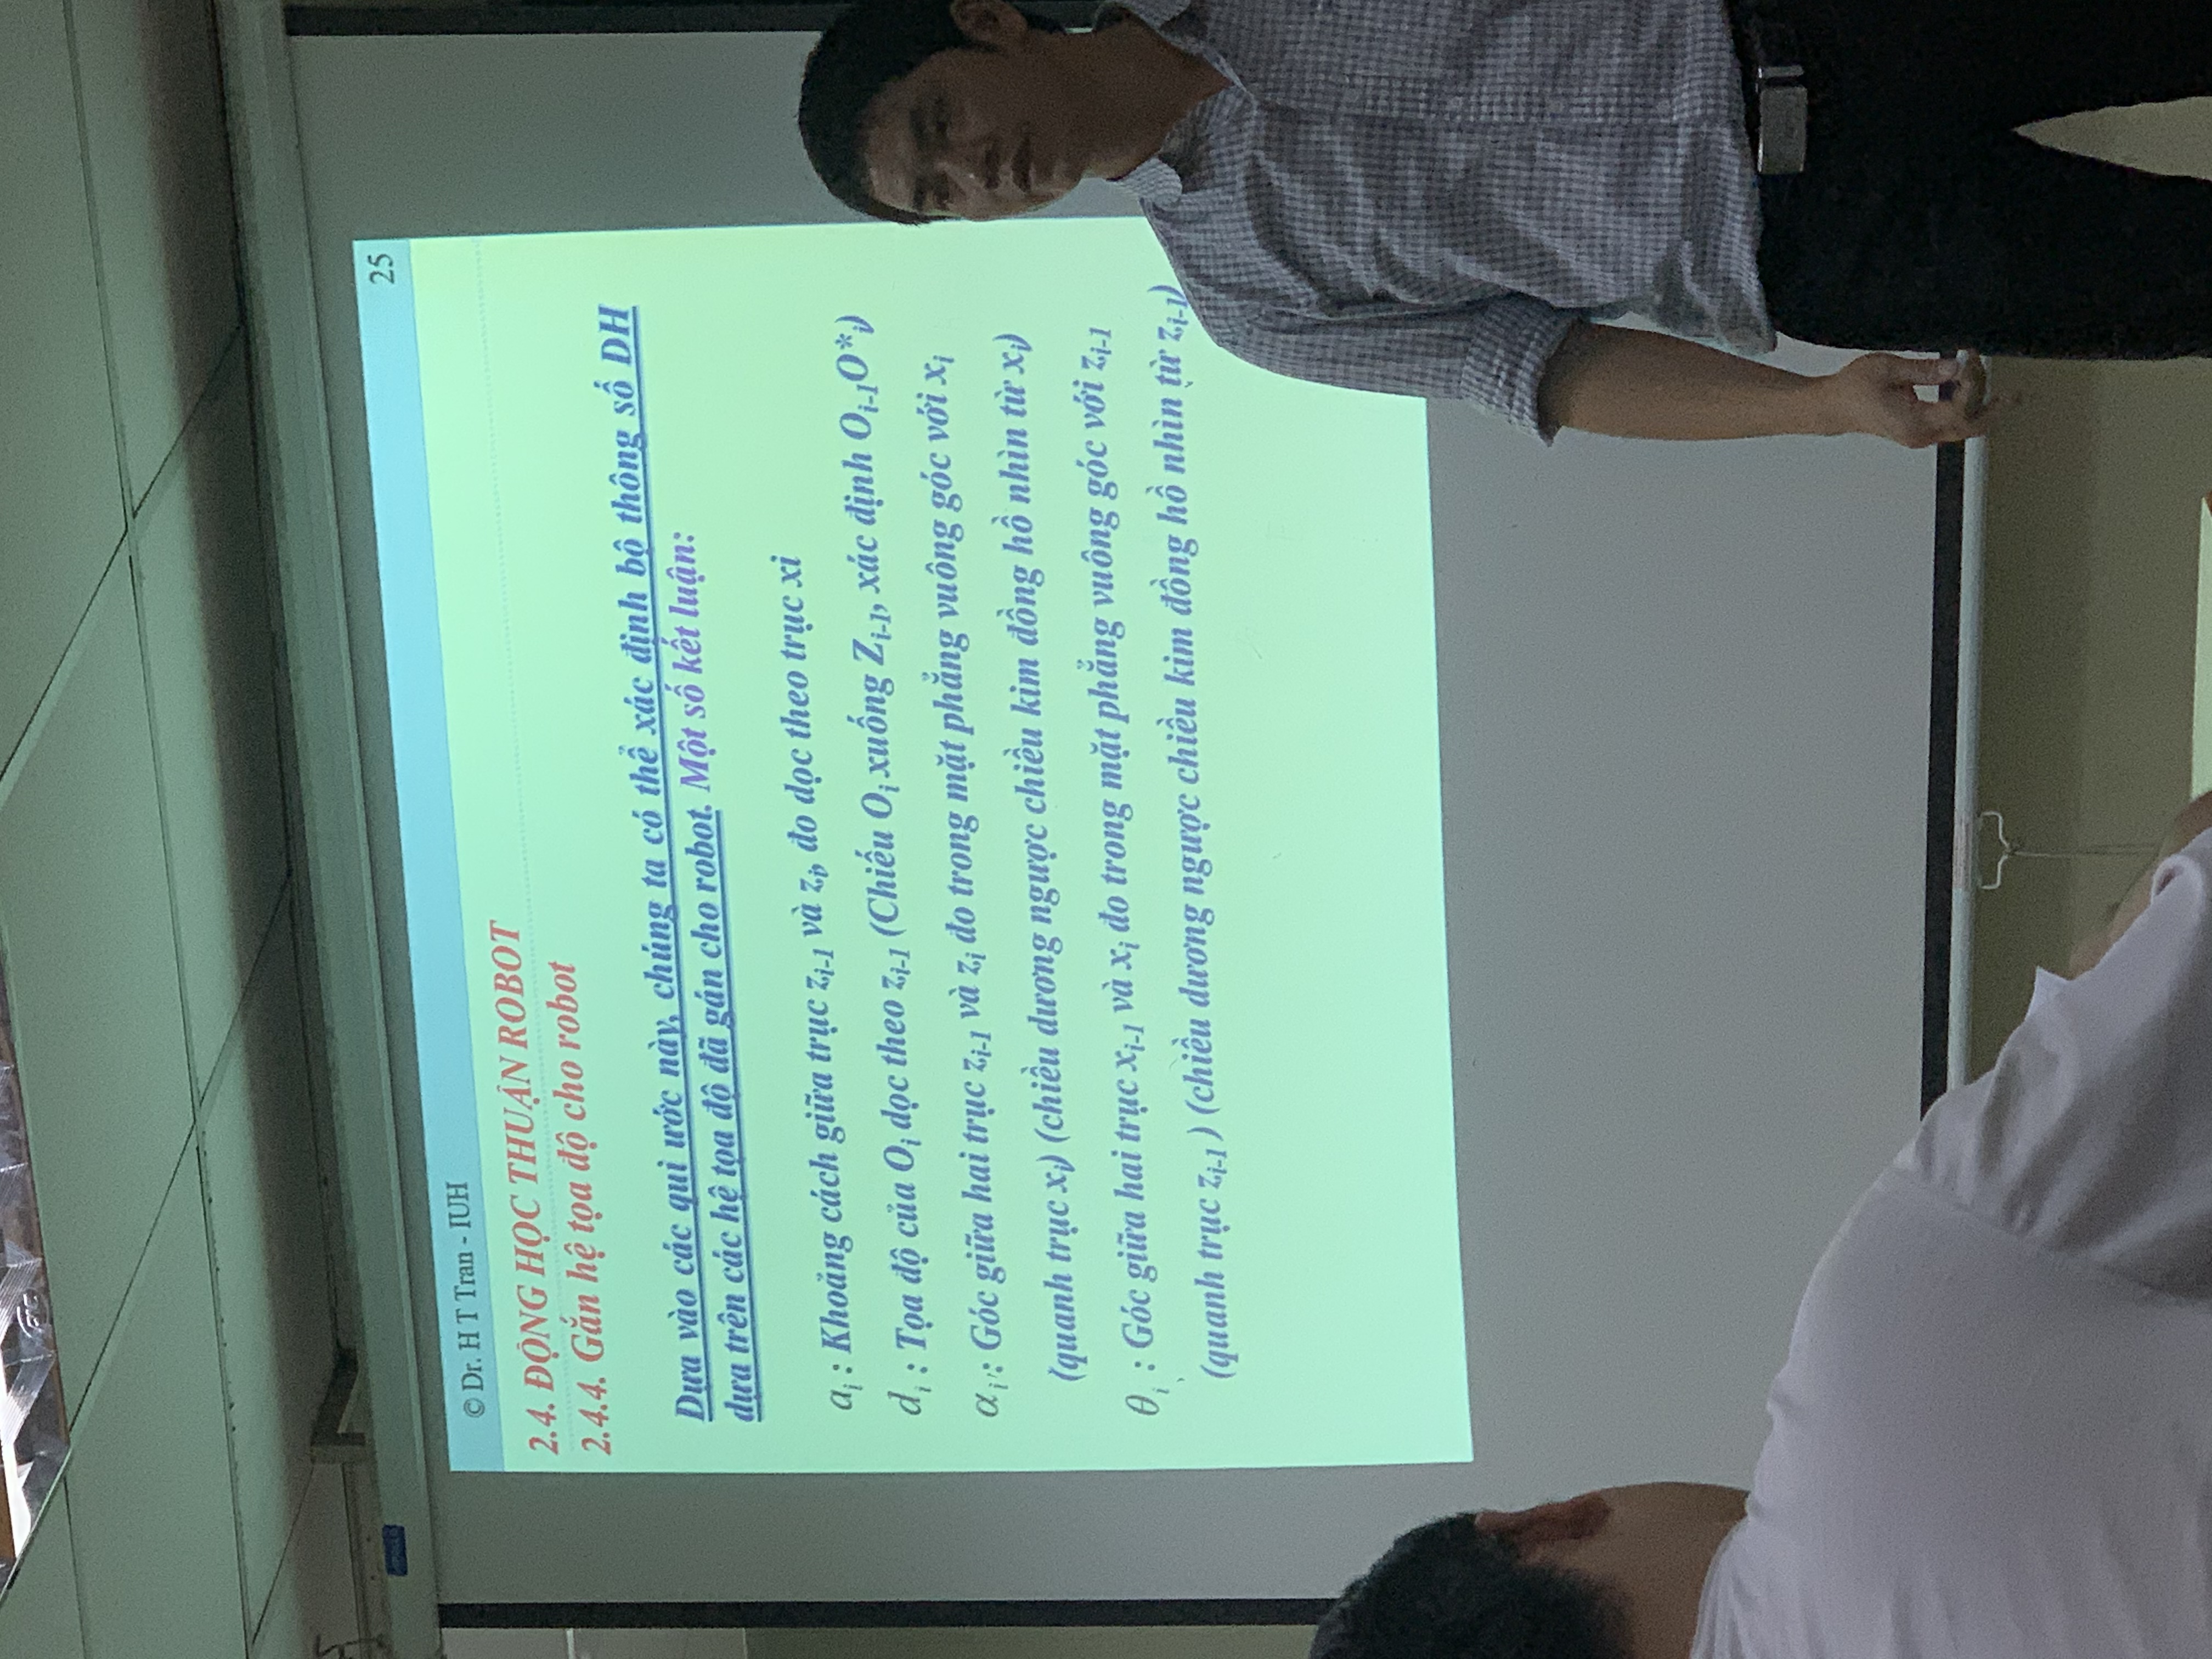 25
© Dr. H T Tran - IUH
2.4. ĐỘNG HỌC THUẬN ROBOT
2.4.4. Gắn hệ tọa độ cho robot
Dựa vào các qui ước này, chúng ta có thể xác định bộ thông số DH
dựa trên các hệ tọa độ đã gán cho robot. Một số kết luận:
aᵢ : Khoảng cách giữa trục zᵢ₋₁ và zᵢ, đo dọc theo trục xi
dᵢ : Tọa độ của Oᵢ dọc theo zᵢ₋₁ (Chiếu Oᵢ xuống Zᵢ₋₁, xác định Oᵢ₋₁O*ᵢ)
αᵢ : Góc giữa hai trục zᵢ₋₁ và zᵢ đo trong mặt phẳng vuông góc với xᵢ
(quanh trục xᵢ) (chiều dương ngược chiều kim đồng hồ nhìn từ xᵢ)
θᵢ : Góc giữa hai trục xᵢ₋₁ và xᵢ đo trong mặt phẳng vuông góc với zᵢ₋₁
(quanh trục zᵢ₋₁ ) (chiều dương ngược chiều kim đồng hồ nhìn từ zᵢ₋₁)